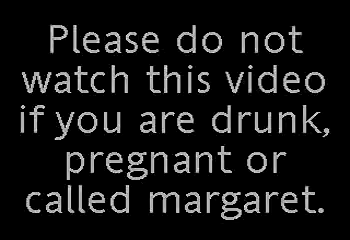 Please do not
watch this video
if you are drunk,
pregnant or
called margaret.